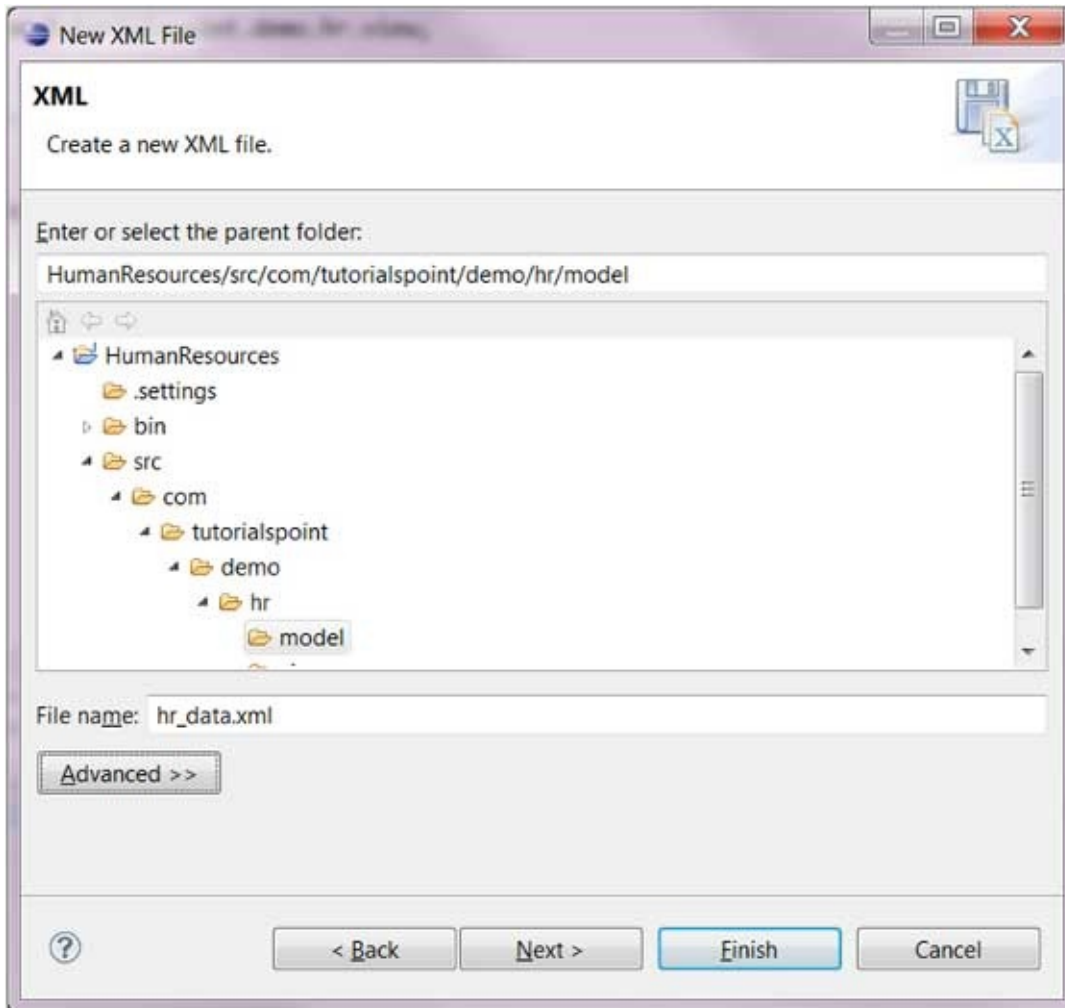 New XML File
XML
Create a new XML file.
X
Enter or select the parent folder:
HumanResources/src/com/tutorialspoint/demo/hr/model
HumanResources
.settings
bin
src
com
tutorialspoint
demo
hr
model
File name: hr_data.xml
Advanced >>
?
< Back Next > Finish Cancel